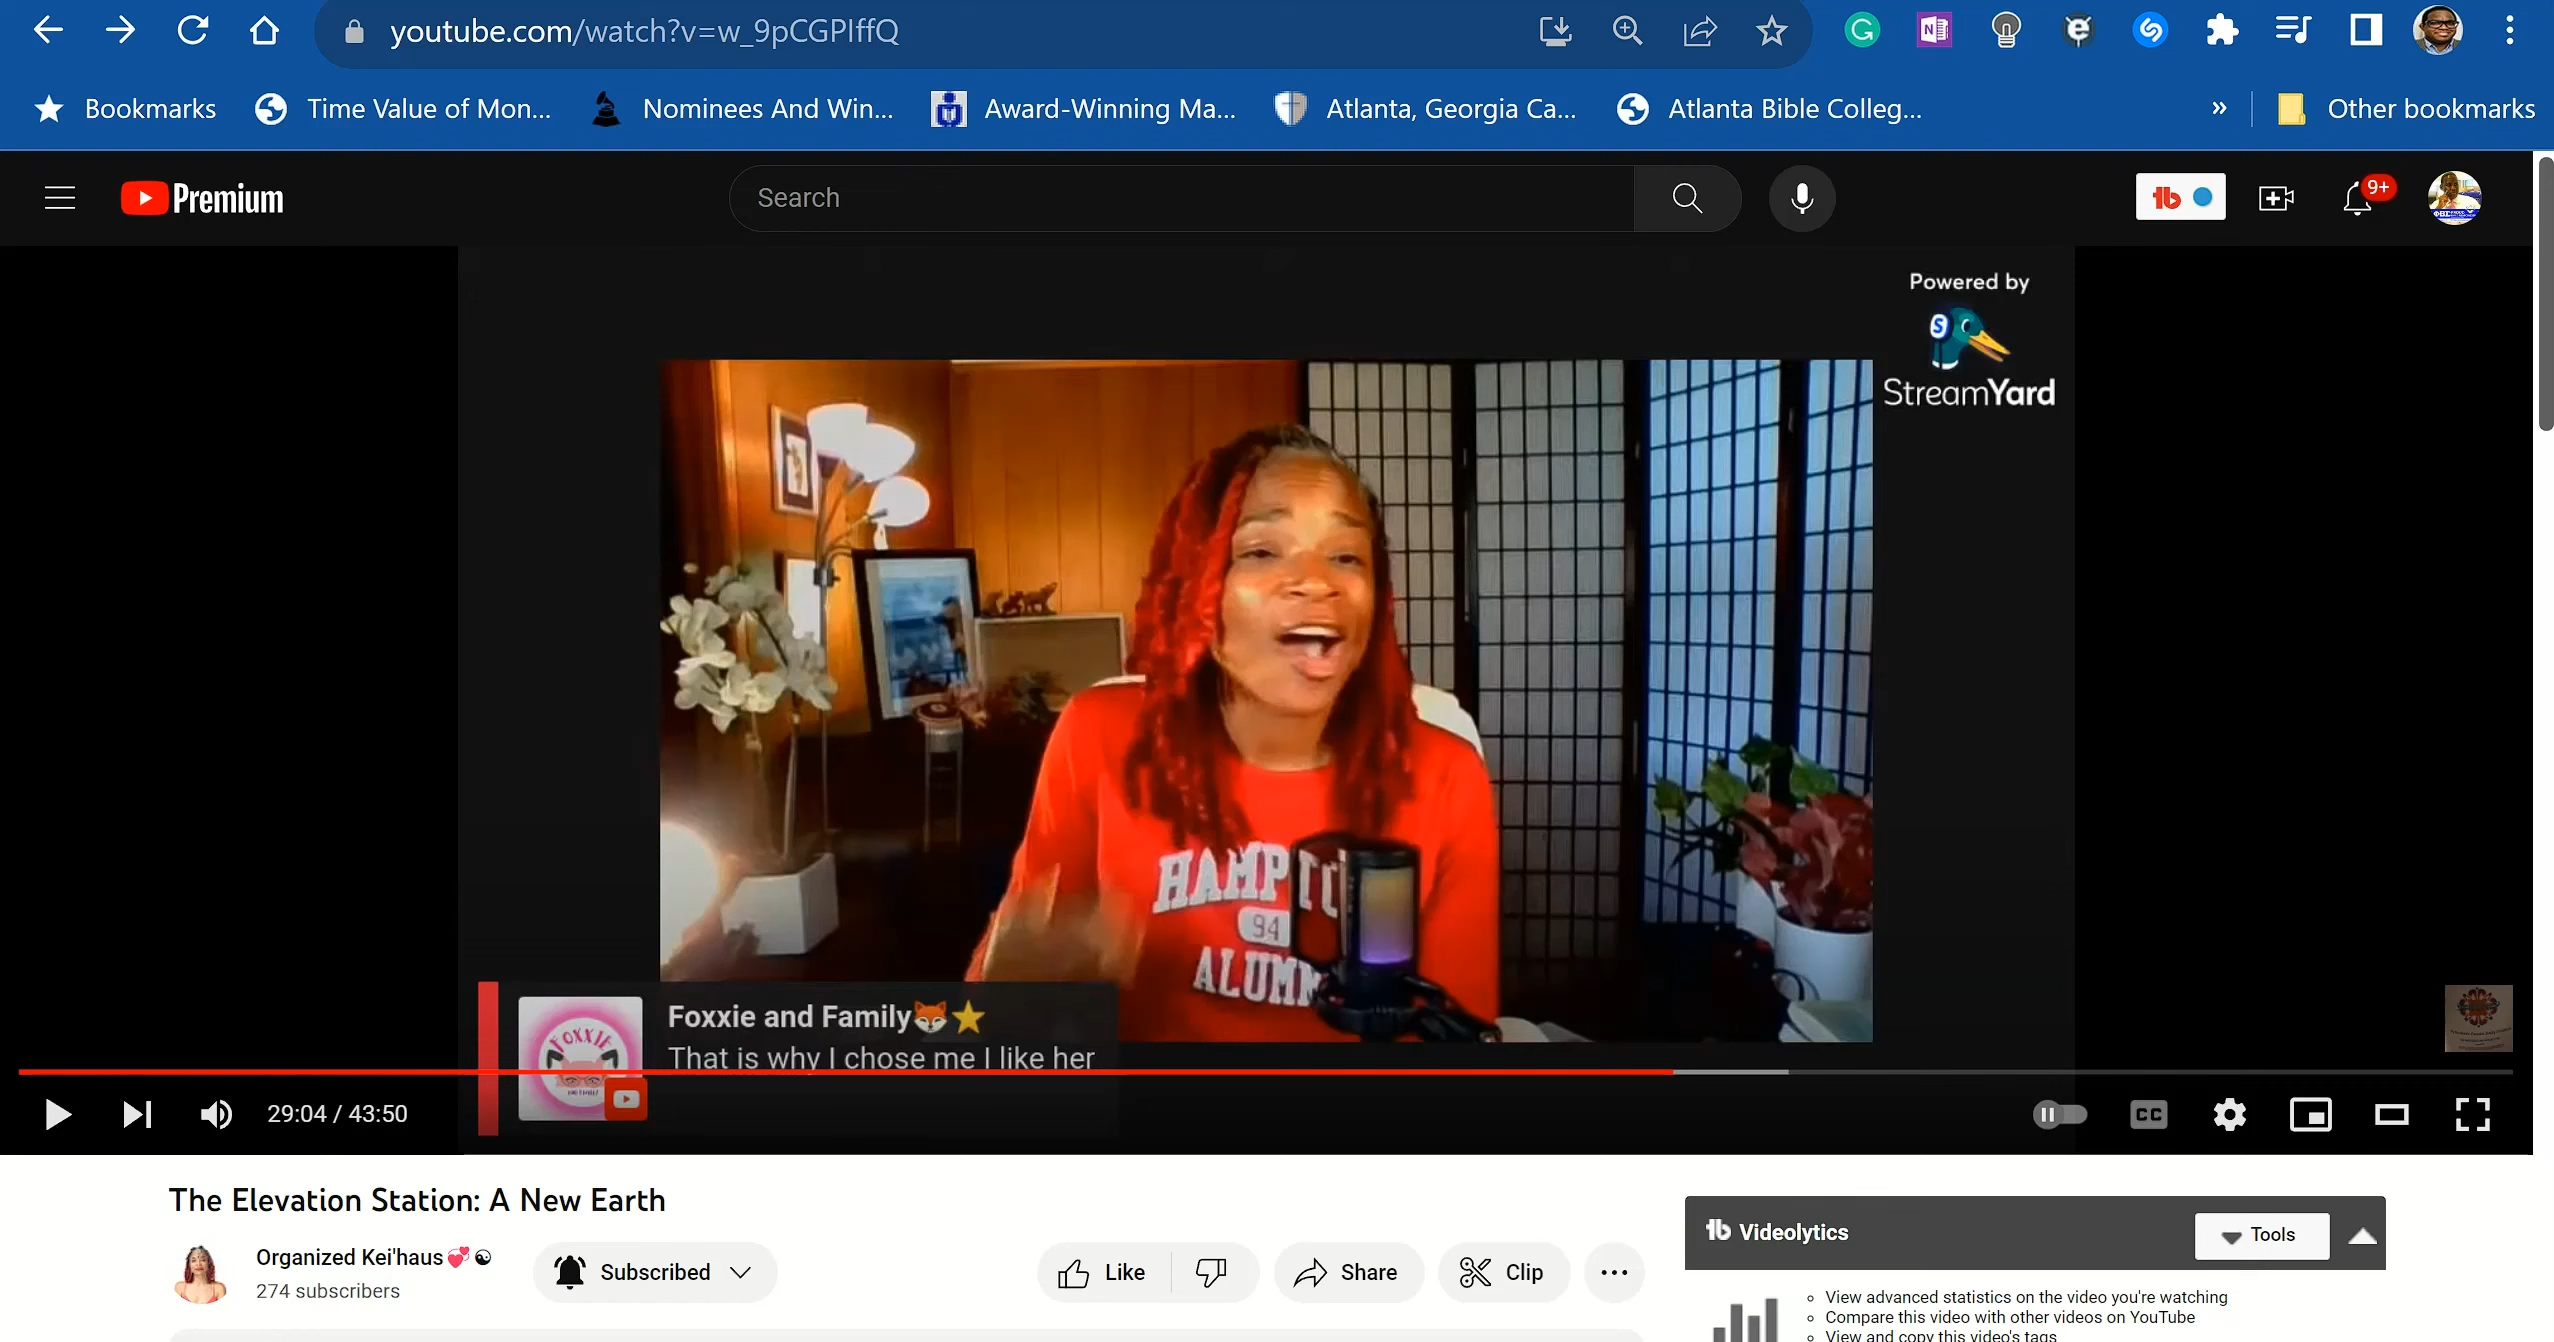 youtube.com/watch?v=w_9pCGPIffQ
Bookmarks
Time Value of Mon...
Nominees And Win...
Award-Winning Ma...
Atlanta, Georgia Ca...
Atlanta Bible Colleg...
»
Other bookmarks
Premium
Search
tb
9+
Powered by
StreamYard
HAMPTO
94
ALUMN
FOXXIE
Foxxie and Family🦊⭐
That is why I chose me I like her
29:04 / 43:50
CC
The Elevation Station: A New Earth
Organized Kei'haus💞☯
274 subscribers
Subscribed
Like
Share
Clip
tb Videolytics
Tools
View advanced statistics on the video you're watching
Compare this video with other videos on YouTube
View and copy this video's tags